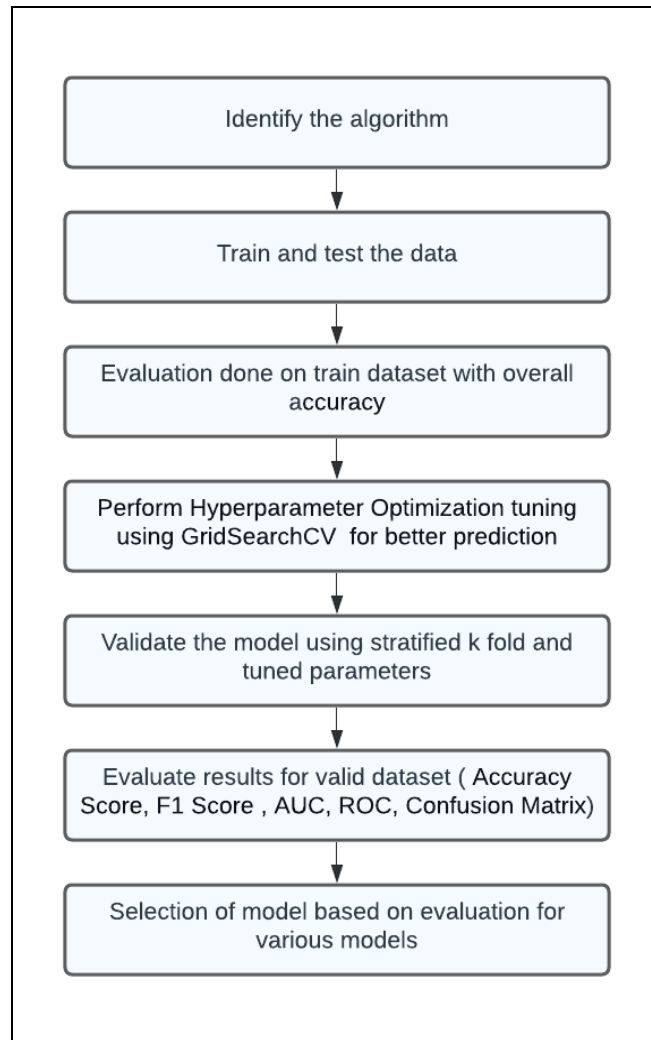 Identify the algorithm
Train and test the data
Evaluation done on train dataset with overall
accuracy
Perform Hyperparameter Optimization tuning
using GridSearchCV  for better prediction
Validate the model using stratified k fold and
tuned parameters
Evaluate results for valid dataset ( Accuracy
Score, F1 Score , AUC, ROC, Confusion Matrix)
Selection of model based on evaluation for
various models